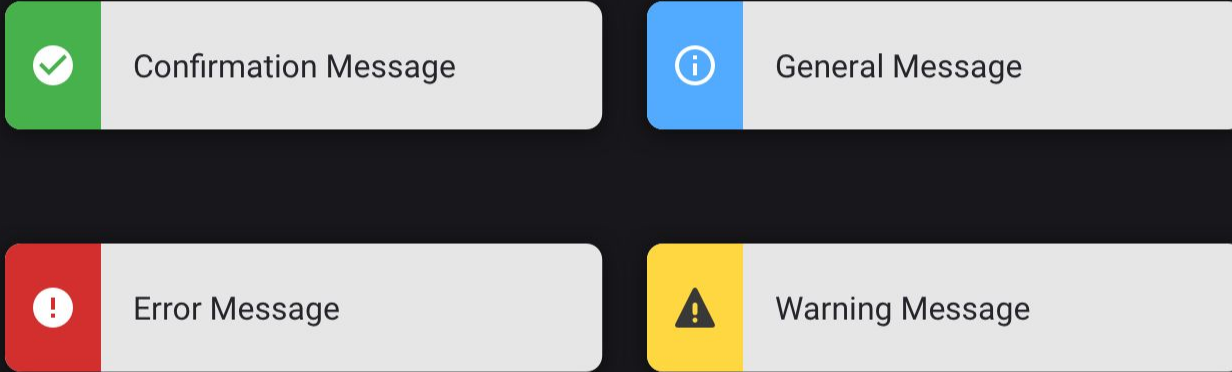 Confirmation Message
General Message
Error Message
Warning Message